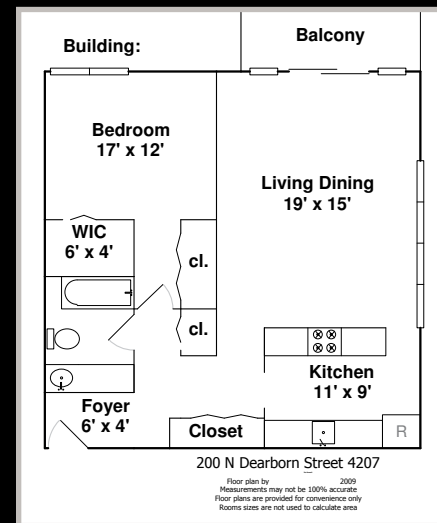 Building:
Balcony
Bedroom
17' x 12'
Living Dining
19' x 15'
WIC
6' x 4'
cl.
cl.
Kitchen
11' x 9'
Foyer
6' x 4'
Closet
R
200 N Dearborn Street 4207
Floor plan by 2009
Measurements may not be 100% accurate
Floor plans are provided for convenience only
Rooms sizes are not used to calculate area